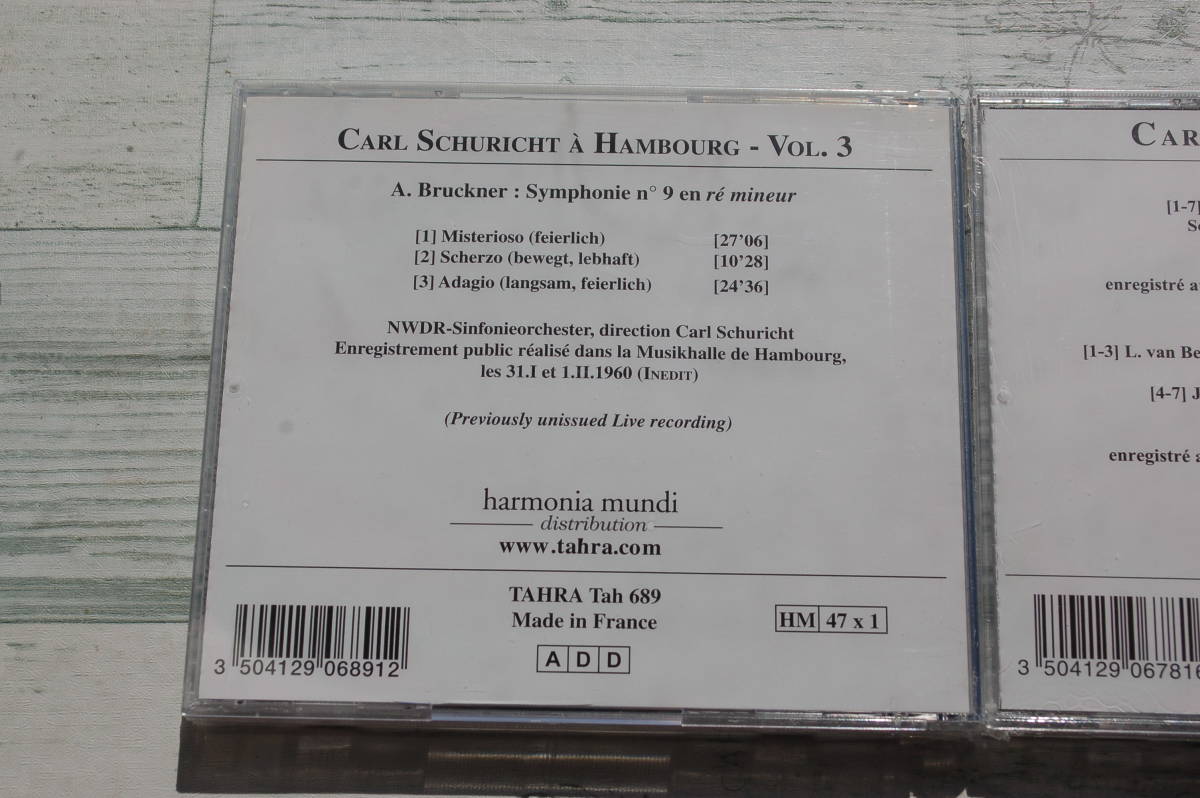 CARL SCHURICHT À HAMBOURG - VOL. 3
A. Bruckner : Symphonie n° 9 en ré mineur
[1] Misterioso (feierlich) [27'06]
[2] Scherzo (bewegt, lebhaft) [10'28]
[3] Adagio (langsam, feierlich) [24'36]
NWDR-Sinfonieorchester, direction Carl Schuricht
Enregistrement public réalisé dans la Musikhalle de Hambourg,
les 31.I et 1.II.1960 (INEDIT)
(Previously unissued Live recording)
harmonia mundi
distribution
www.tahra.com
TAHRA Tah 689
Made in France
HM 47 x 1
A D D
3 504129 068912
CAR
[1-7]
enregistré
[1-3] L. van Be
[4-7] J
enregistré
3 504129 067816